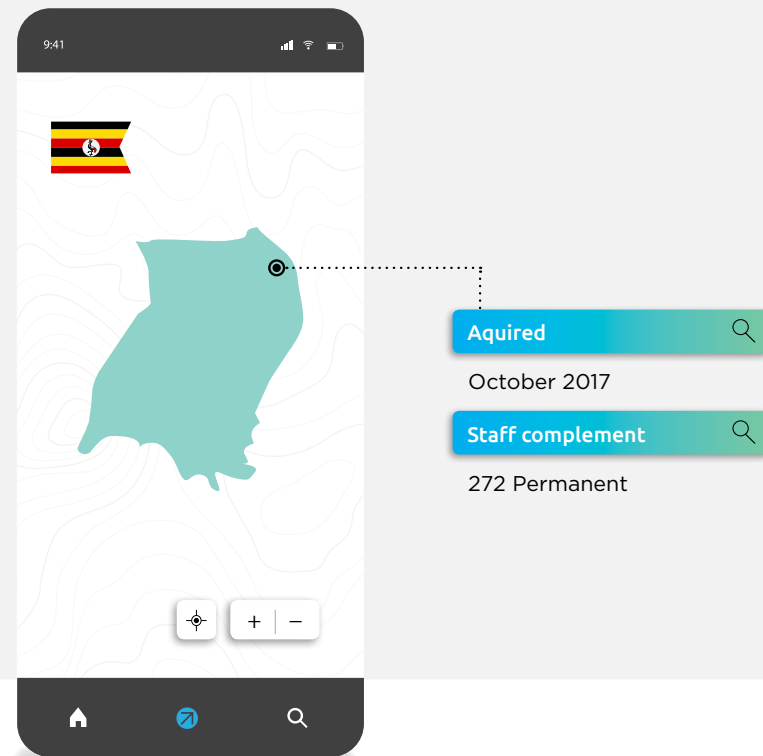 9:41
Aquired
October 2017
Staff complement
272 Permanent
+ | −